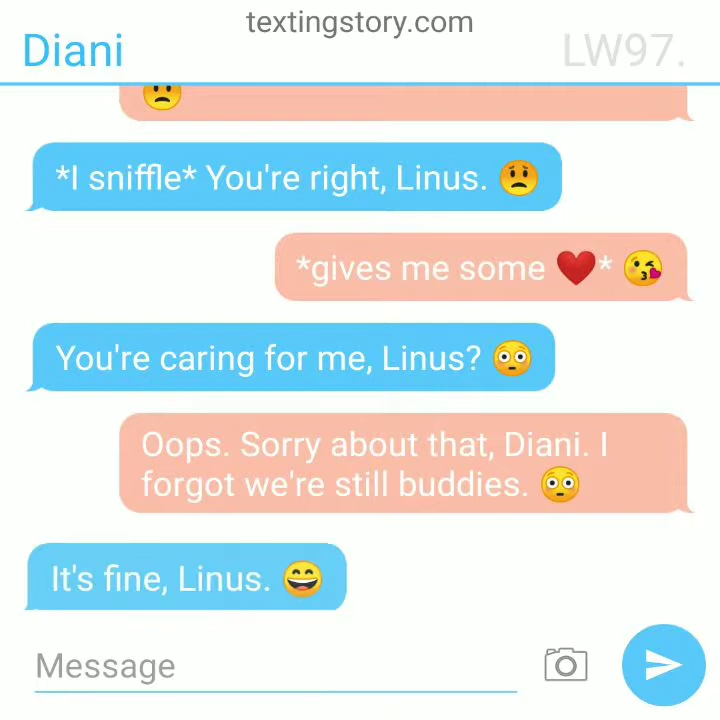 textingstory.com
Diani
LW97.
*I sniffle* You're right, Linus. 😟
*gives me some ❤️* 😘
You're caring for me, Linus? 😳
Oops. Sorry about that, Diani. I
forgot we're still buddies. 😳
It's fine, Linus. 😄
Message